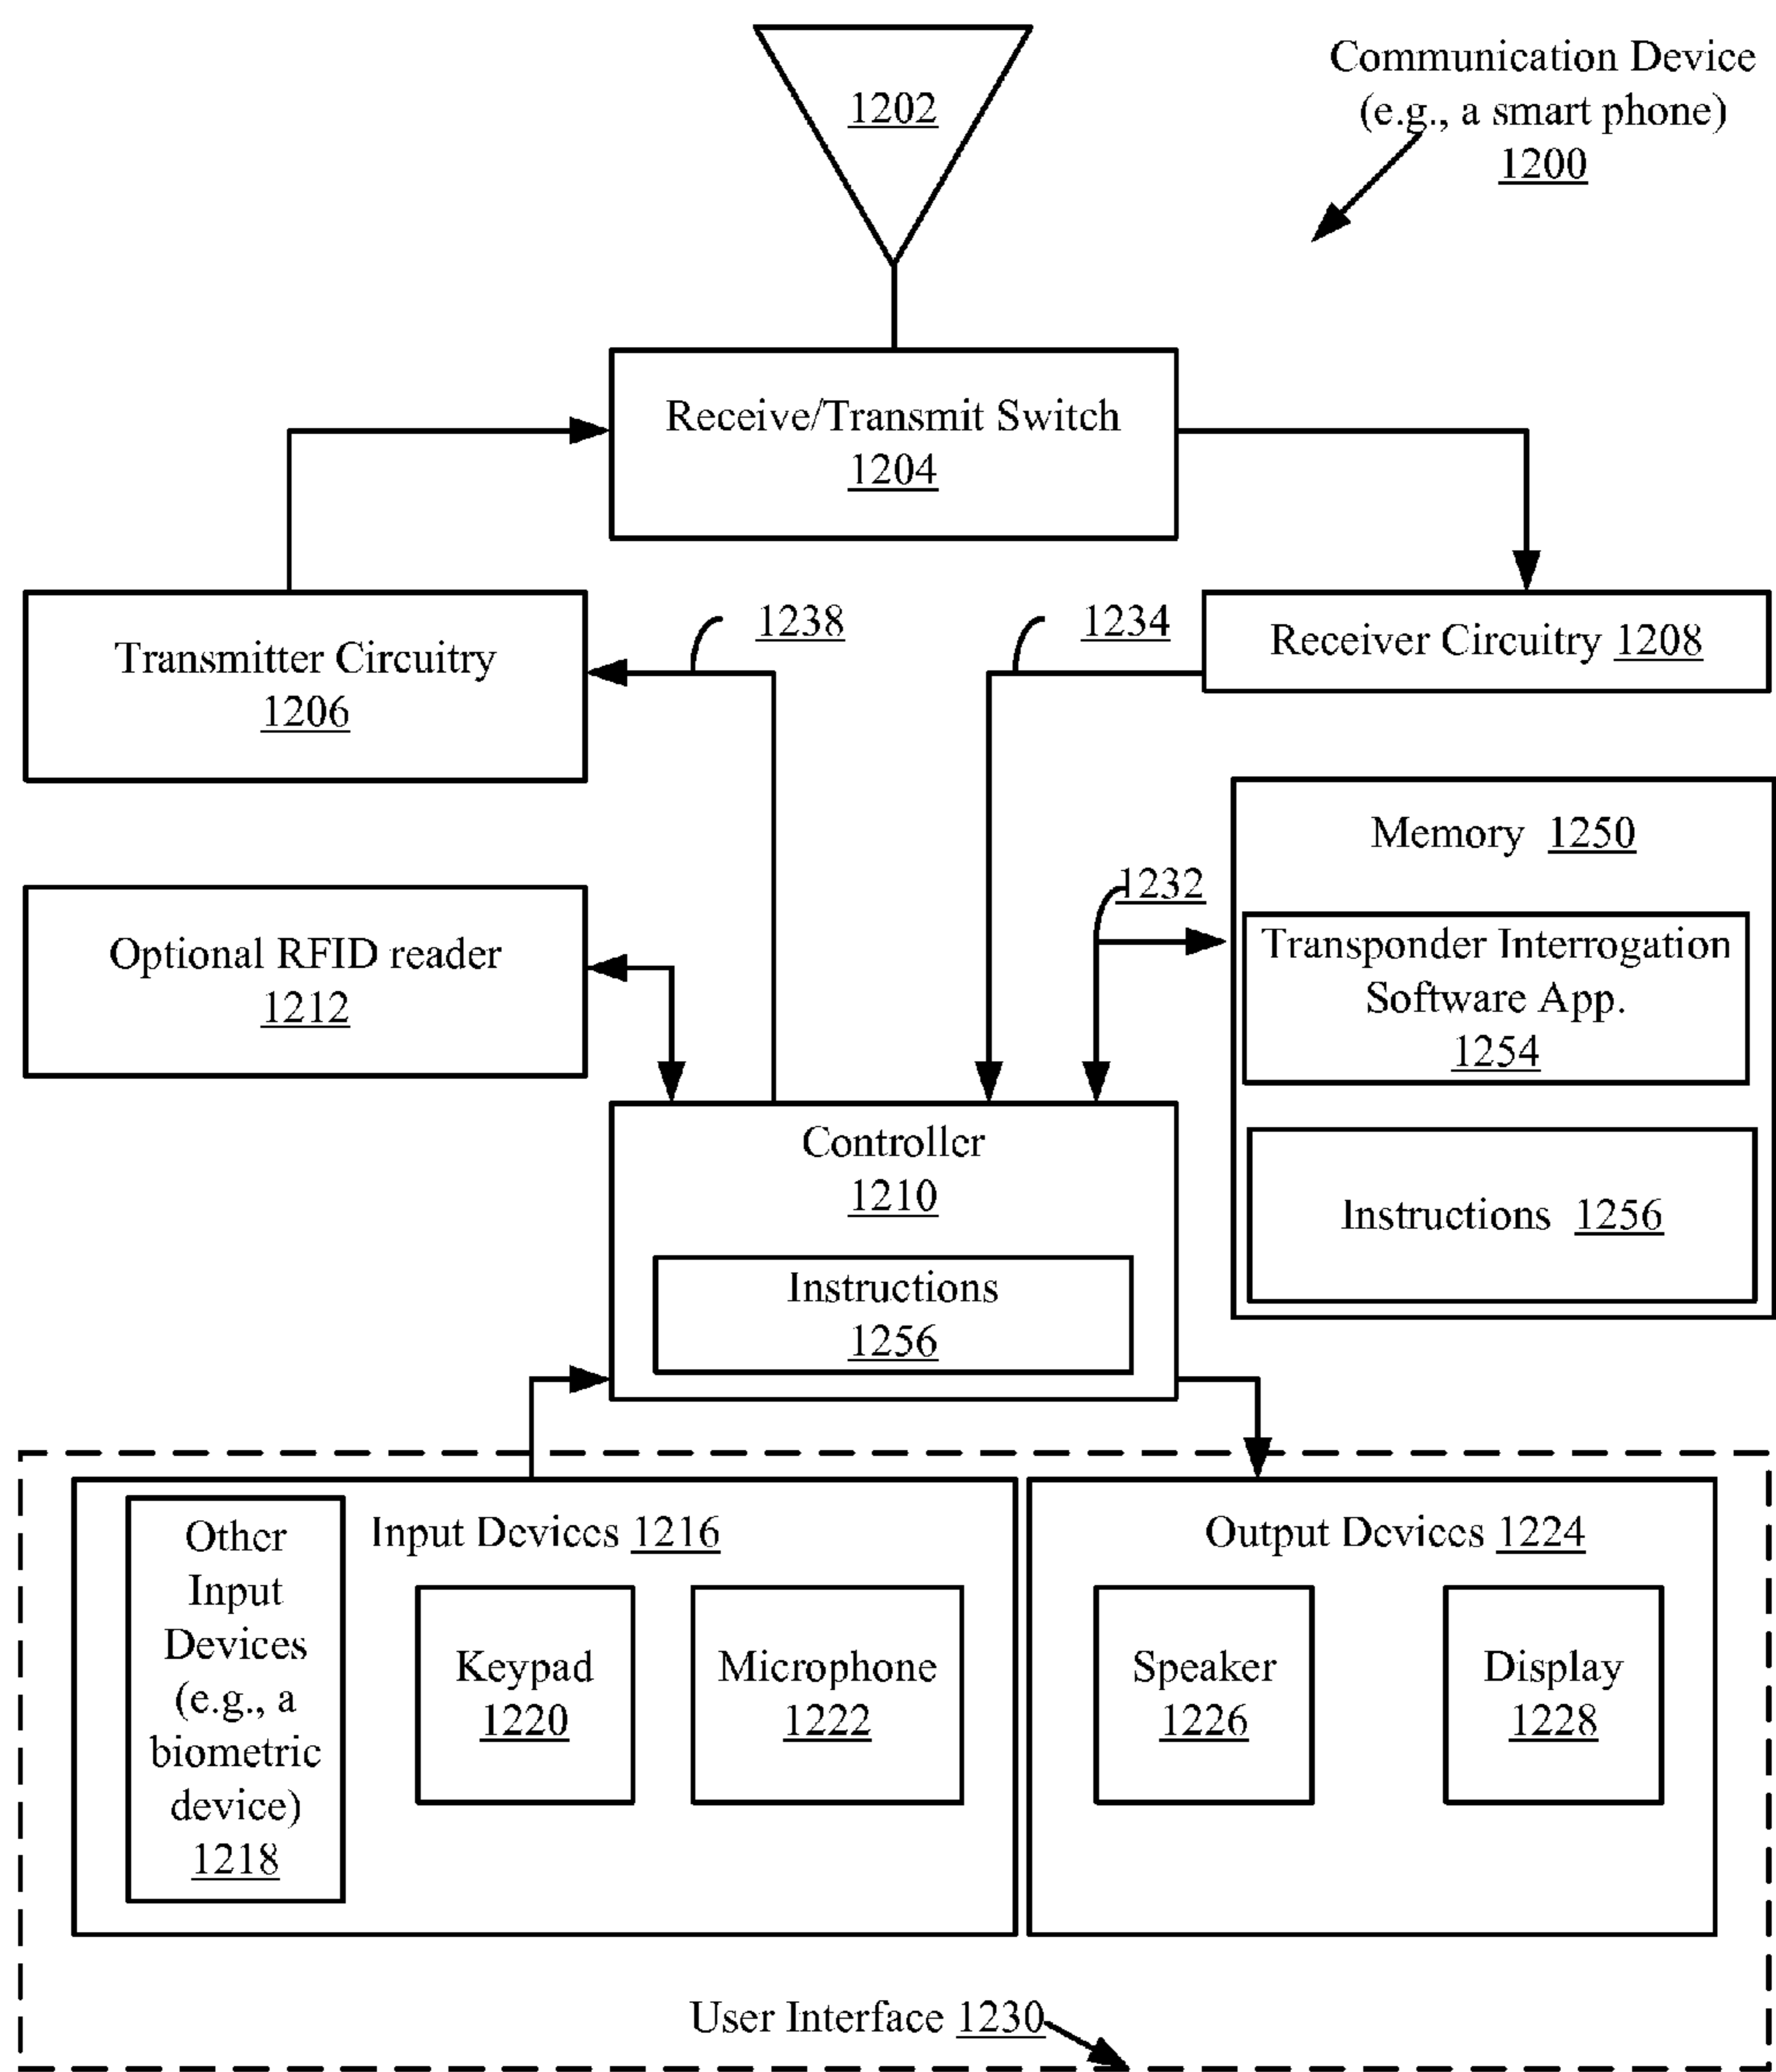 Communication Device
(e.g., a smart phone)
1200
1202
Receive/Transmit Switch
1204
Transmitter Circuitry
1206
1238
1234
Receiver Circuitry 1208
Optional RFID reader
1212
1232
Memory 1250
Transponder Interrogation
Software App.
1254
Instructions 1256
Controller
1210
Instructions
1256
Input Devices 1216
Other
Input
Devices
(e.g., a
biometric
device)
1218
Keypad
1220
Microphone
1222
Output Devices 1224
Speaker
1226
Display
1228
User Interface 1230